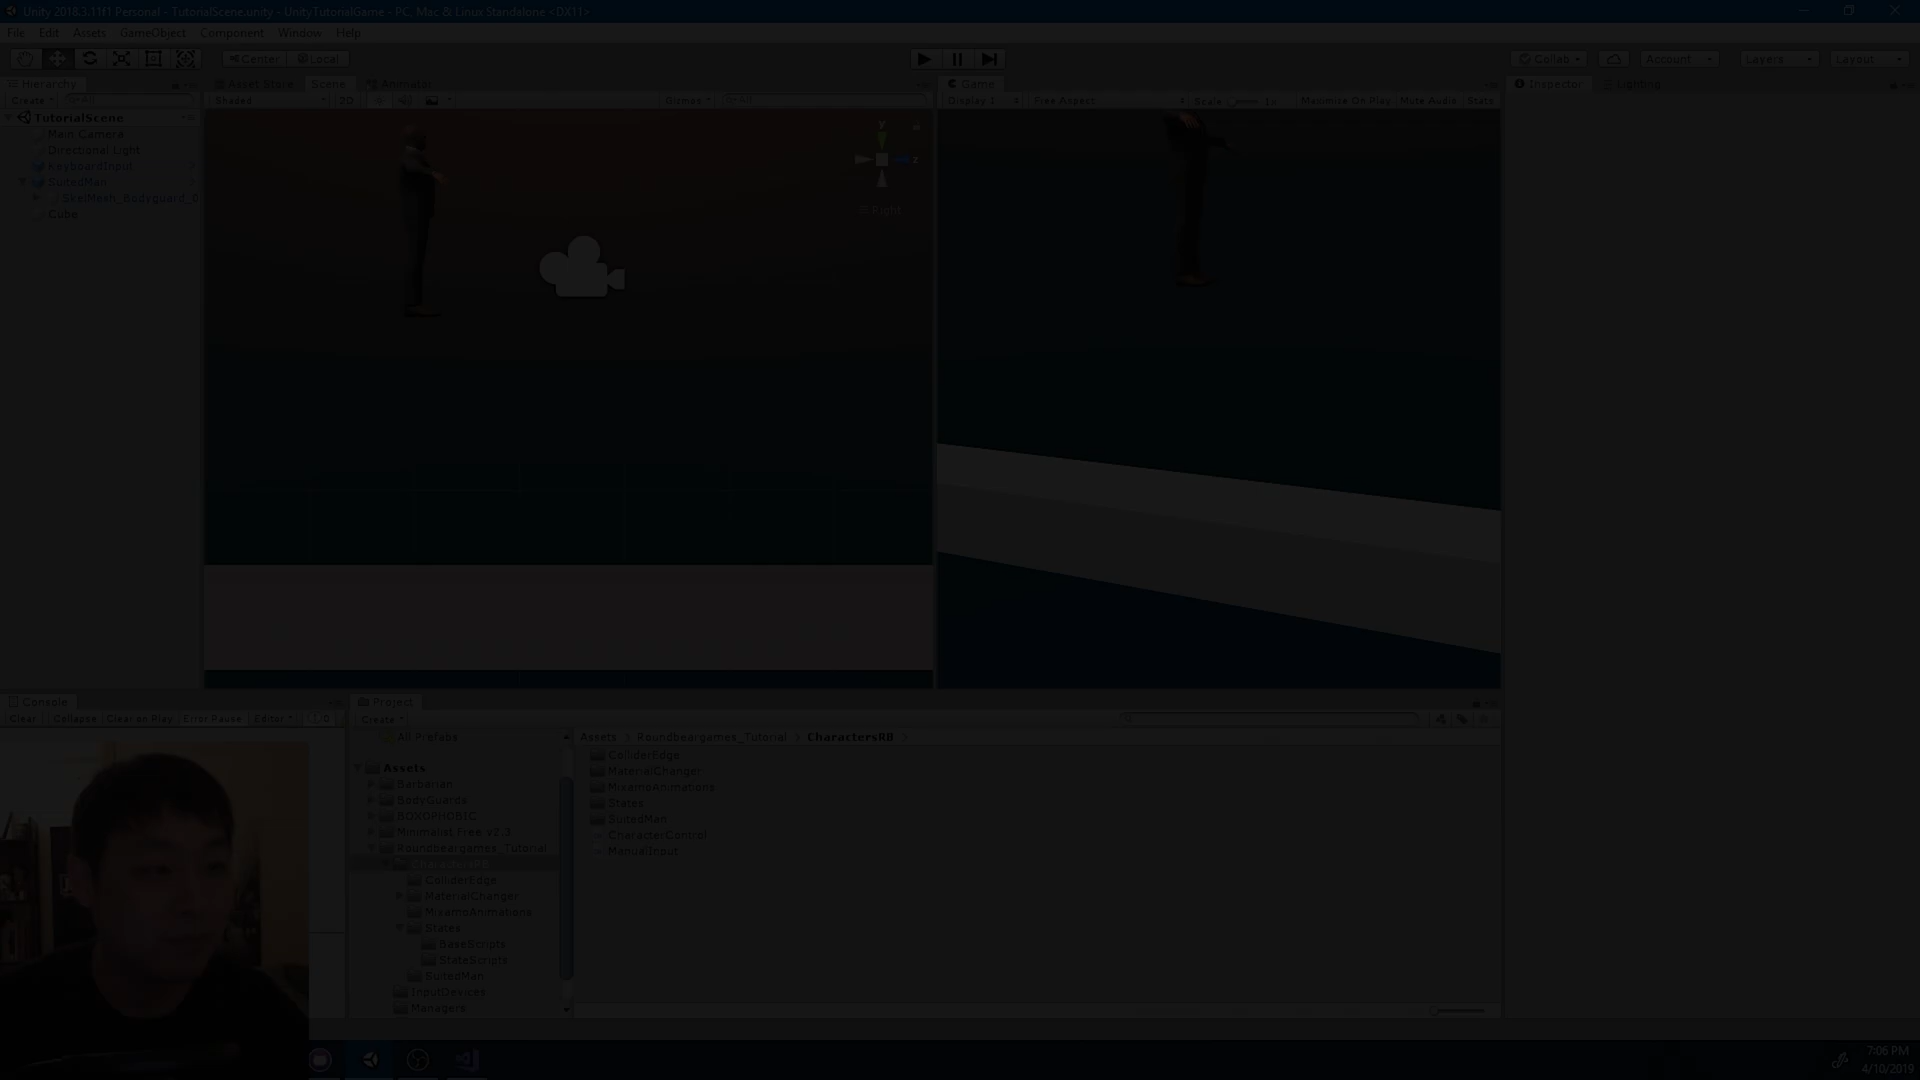 Unity 2018.3.11f1 Personal - TutorialScene.unity - UnityTutorialGame - PC, Mac & Linux Standalone <DX11>
File Edit Assets GameObject Component Window Help
Center Local
Collab Account Layers Layout
Hierarchy
Create All
TutorialScene
Main Camera
Directional Light
KeyboardInput
SuitedMan
SkelMesh_Bodyguard_0
Cube
Asset Store Scene Animator
Shaded 2D Gizmos All
y
z
Right
Game
Display 1 Free Aspect Scale 1x Maximize On Play Mute Audio Stats
Inspector Lighting
Console
Clear Collapse Clear on Play Error Pause Editor
Project
Create
All Prefabs
Assets
Barbarian
BodyGuards
BOXOPHOBIC
Minimalist Free v2.3
Roundbeargames_Tutorial
CharactersRB
ColliderEdge
MaterialChanger
MixamoAnimations
States
BaseScripts
StateScripts
SuitedMan
InputDevices
Managers
Assets > Roundbeargames_Tutorial > CharactersRB >
ColliderEdge
MaterialChanger
MixamoAnimations
States
SuitedMan
CharacterControl
ManualInput
7:06 PM
4/10/2019